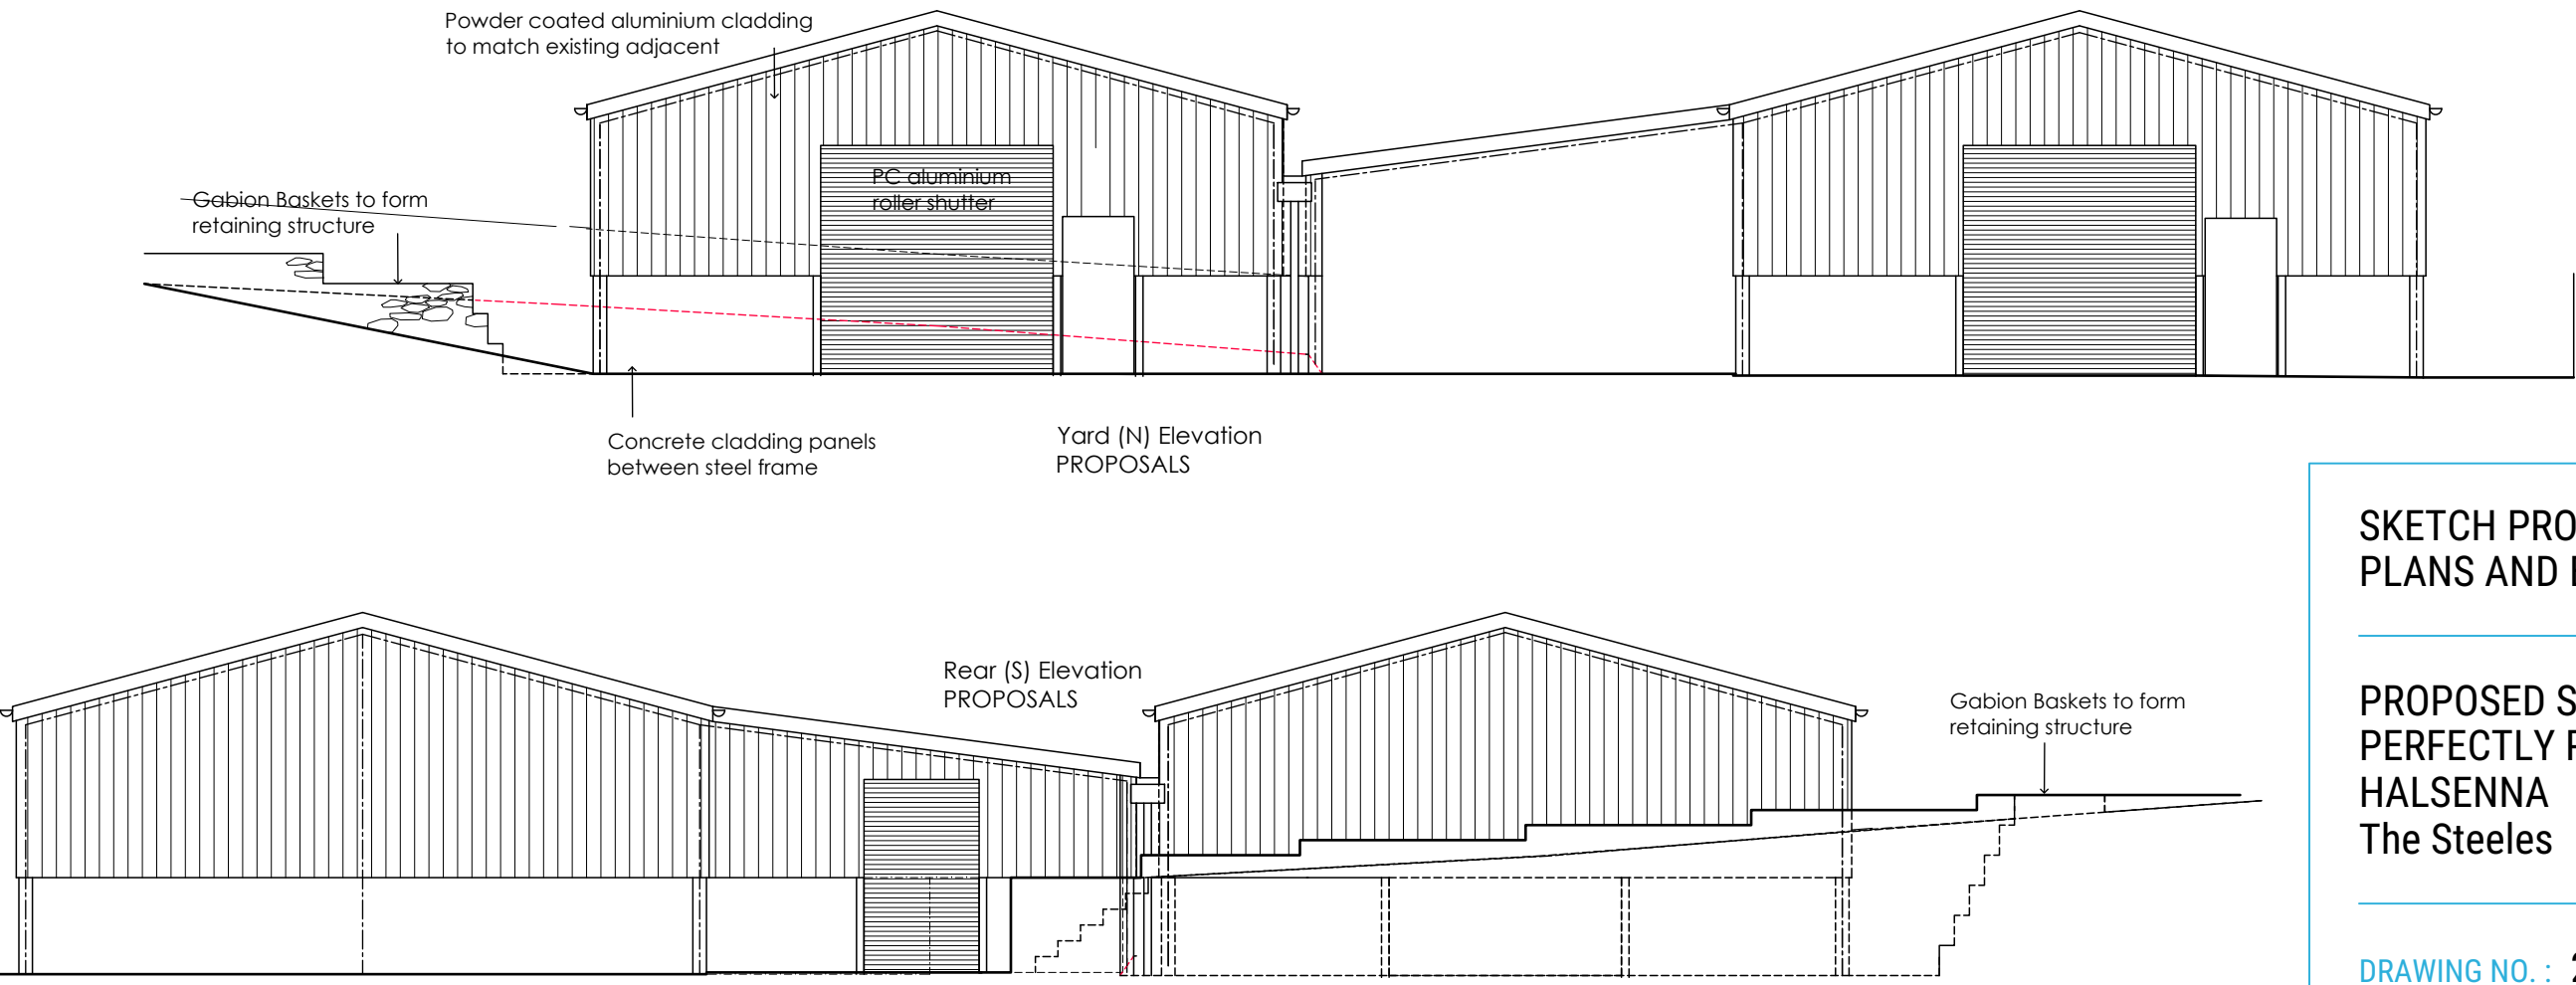 Powder coated aluminium cladding
to match existing adjacent
PC aluminium
roller shutter
Gabion Baskets to form
retaining structure
Concrete cladding panels
between steel frame
Yard (N) Elevation
PROPOSALS
Rear (S) Elevation
PROPOSALS
Gabion Baskets to form
retaining structure
SKETCH PRO
PLANS AND
PROPOSED S
PERFECTLY
HALSENNA
The Steeles
DRAWING NO. : 2